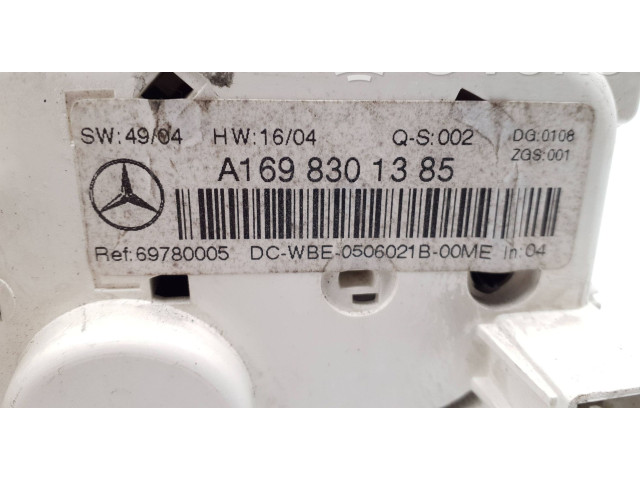 SW:49/04 HW:16/04 Q-S:002 DG:0108
ZGS:001
A169 830 13 85
Ref:69780005 DC-WBE-0506021B-00ME In:04